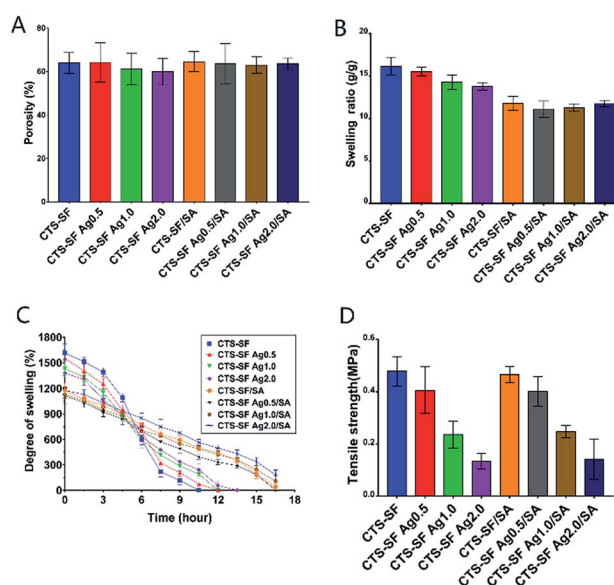 A
Porosity (%)
80
60
40
20
0
CTS-SF
CTS-SF Ag0.5
CTS-SF Ag1.0
CTS-SF Ag2.0
CTS-SF/SA
CTS-SF Ag0.5/SA
CTS-SF Ag1.0/SA
CTS-SF Ag2.0/SA
B
Swelling ratio (g/g)
20
15
10
5
0
CTS-SF
CTS-SF Ag0.5
CTS-SF Ag1.0
CTS-SF Ag2.0
CTS-SF/SA
CTS-SF Ag0.5/SA
CTS-SF Ag1.0/SA
CTS-SF Ag2.0/SA
C
Degree of swelling (%)
1800
1500
1200
900
600
300
0
0 3 6 9 12 15 18
Time (hour)
CTS-SF
CTS-SF Ag0.5
CTS-SF Ag1.0
CTS-SF Ag2.0
CTS-SF/SA
CTS-SF Ag0.5/SA
CTS-SF Ag1.0/SA
CTS-SF Ag2.0/SA
D
Tensile strength(MPa)
0.6
0.4
0.2
0.0
CTS-SF
CTS-SF Ag0.5
CTS-SF Ag1.0
CTS-SF Ag2.0
CTS-SF/SA
CTS-SF Ag0.5/SA
CTS-SF Ag1.0/SA
CTS-SF Ag2.0/SA